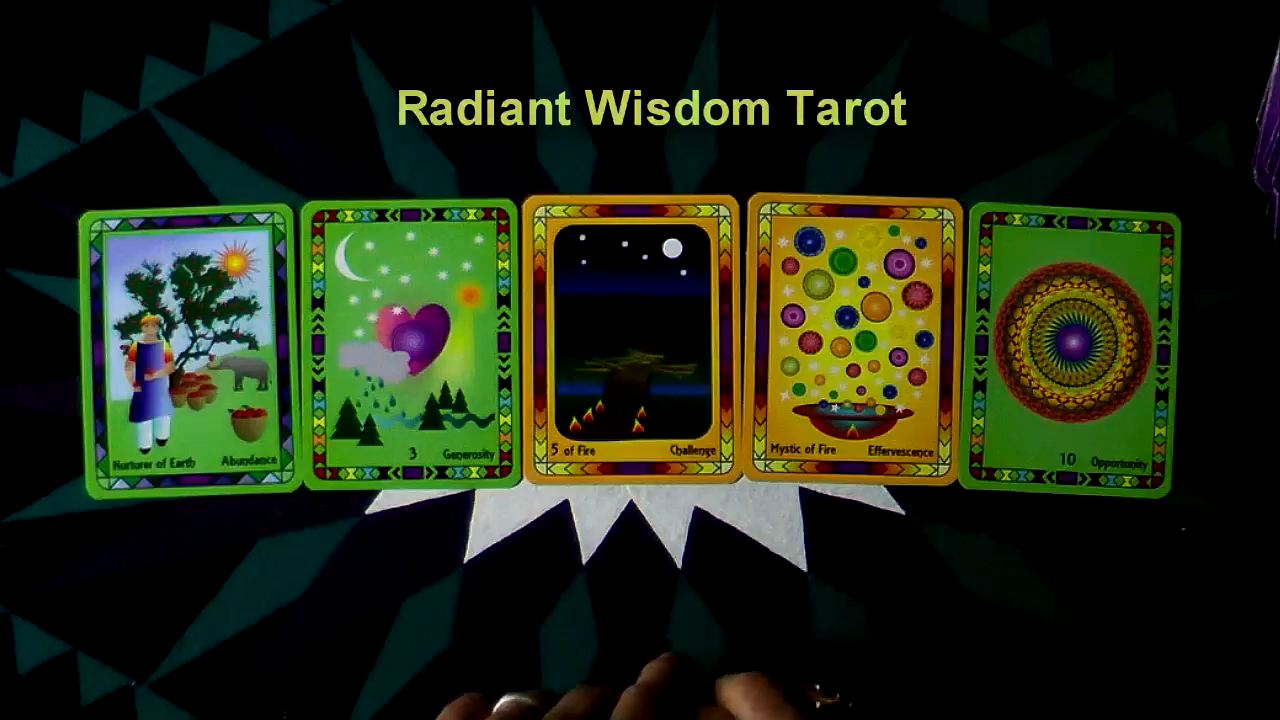 Radiant Wisdom Tarot
Nurturer of Earth Abundance
3 Generosity
5 of Fire Challenge
Mystic of Fire Effervescence
10 Opportunity